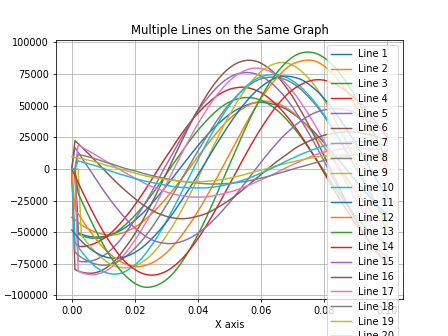 Multiple Lines on the Same Graph
100000
75000
50000
25000
0
−25000
−50000
−75000
−100000
0.00
0.02
0.04
0.06
X axis
Line 1
Line 2
Line 3
Line 4
Line 5
Line 6
Line 7
Line 8
Line 9
Line 10
Line 11
Line 12
Line 13
Line 14
Line 15
Line 16
Line 17
Line 18
Line 19